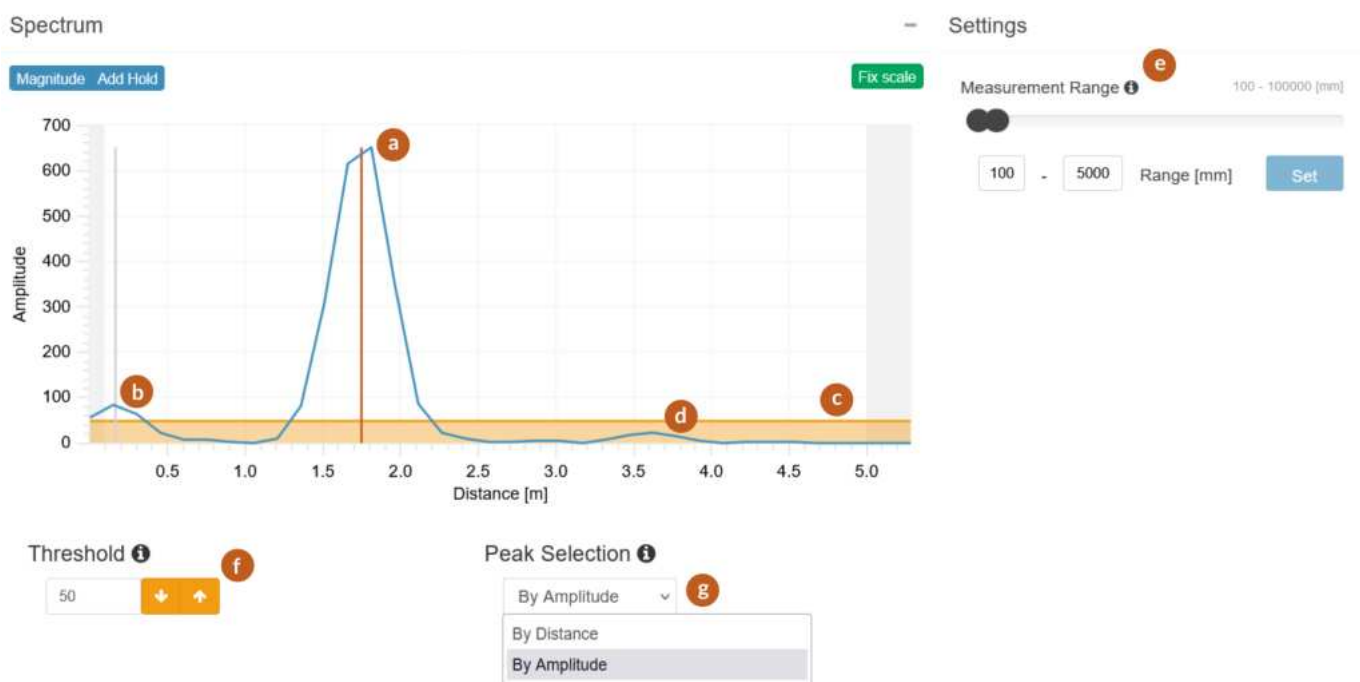 Spectrum
Settings
Magnitude Add Hold
Fix scale
e
Measurement Range
100 - 100000 [mm]
100 - 5000 Range [mm] Set
700
600
500
400
300
200
100
0
Amplitude
a
b
c
d
0.5 1.0 1.5 2.0 2.5 3.0 3.5 4.0 4.5 5.0
Distance [m]
Threshold
50
f
Peak Selection
By Amplitude
g
By Distance
By Amplitude